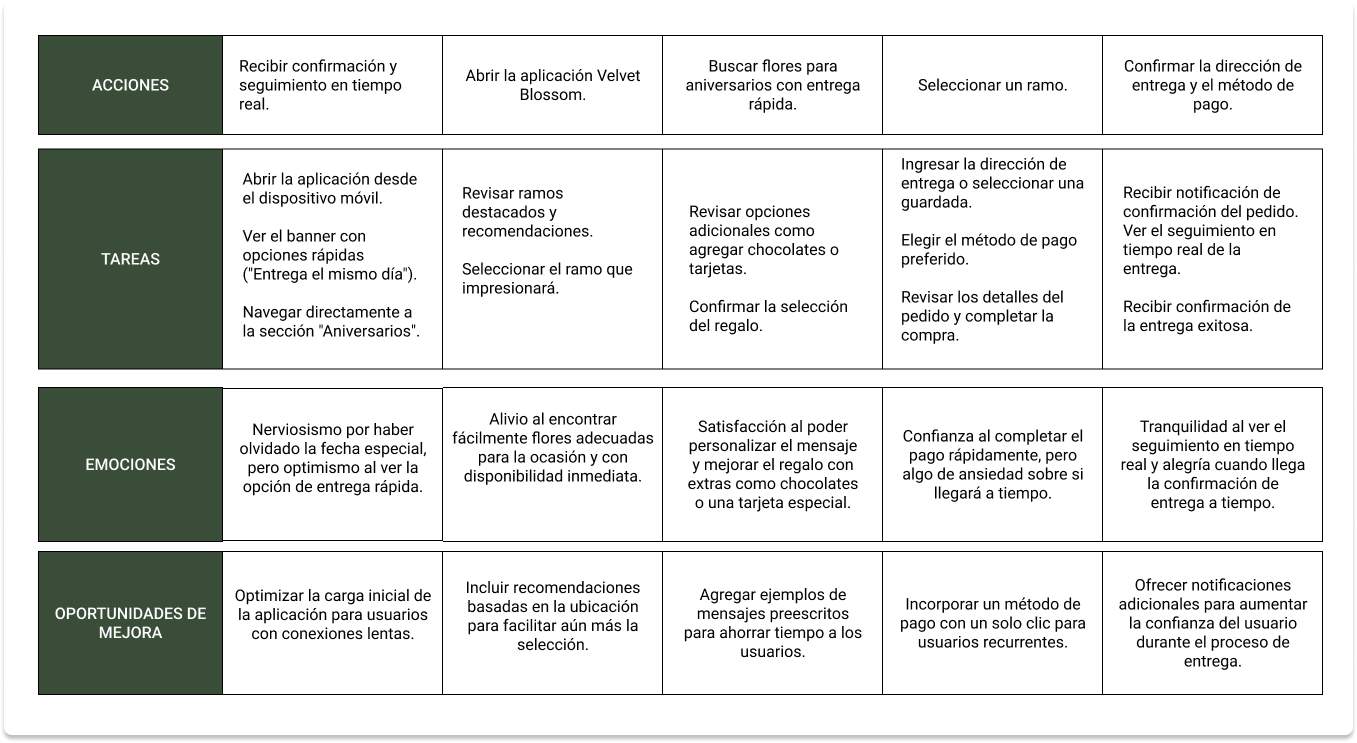 ACCIONES
Recibir confirmación y
seguimiento en tiempo
real.
Abrir la aplicación Velvet
Blossom.
Buscar flores para
aniversarios con entrega
rápida.
Seleccionar un ramo.
Confirmar la dirección de
entrega y el método de
pago.
TAREAS
Abrir la aplicación desde
el dispositivo móvil.
Ver el banner con
opciones rápidas
("Entrega el mismo día").
Navegar directamente a
la sección "Aniversarios".
Revisar ramos
destacados y
recomendaciones.
Seleccionar el ramo que
impresionará.
Revisar opciones
adicionales como
agregar chocolates o
tarjetas.
Confirmar la selección
del regalo.
Ingresar la dirección de
entrega o seleccionar una
guardada.
Elegir el método de pago
preferido.
Revisar los detalles del
pedido y completar la
compra.
Recibir notificación de
confirmación del pedido.
Ver el seguimiento en
tiempo real de la
entrega.
Recibir confirmación de
la entrega exitosa.
EMOCIONES
Nerviosismo por haber
olvidado la fecha especial,
pero optimismo al ver la
opción de entrega rápida.
Alivio al encontrar
fácilmente flores adecuadas
para la ocasión y con
disponibilidad inmediata.
Satisfacción al poder
personalizar el mensaje
y mejorar el regalo con
extras como chocolates
o una tarjeta especial.
Confianza al completar el
pago rápidamente, pero
algo de ansiedad sobre si
llegará a tiempo.
Tranquilidad al ver el
seguimiento en tiempo
real y alegría cuando llega
la confirmación de
entrega a tiempo.
OPORTUNIDADES DE
MEJORA
Optimizar la carga inicial de
la aplicación para usuarios
con conexiones lentas.
Incluir recomendaciones
basadas en la ubicación
para facilitar aún más la
selección.
Agregar ejemplos de
mensajes preescritos
para ahorrar tiempo a los
usuarios.
Incorporar un método de
pago con un solo clic para
usuarios recurrentes.
Ofrecer notificaciones
adicionales para aumentar
la confianza del usuario
durante el proceso de
entrega.